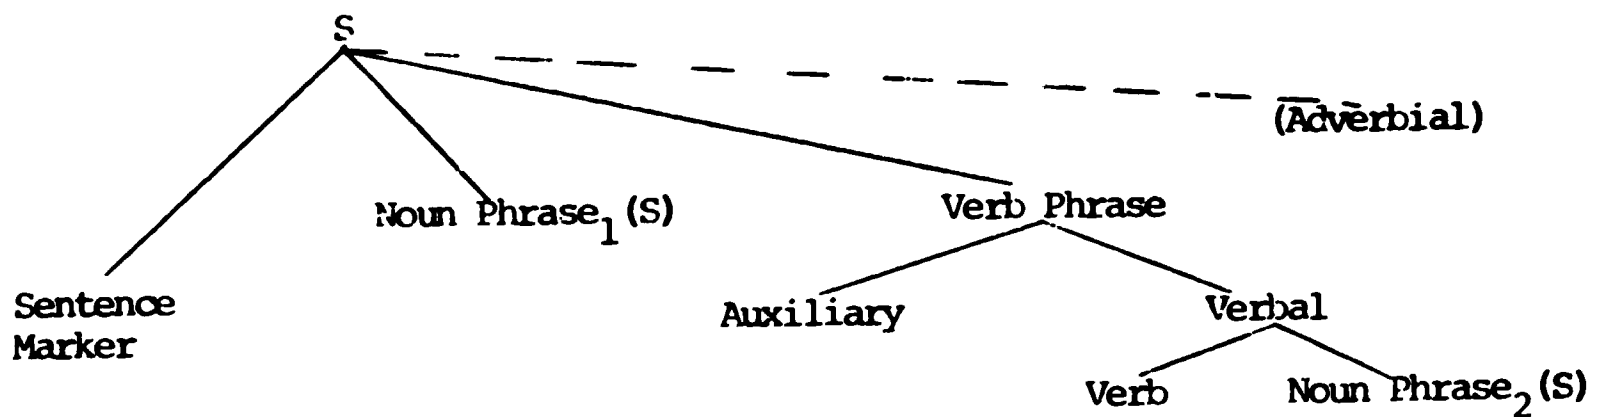 S
(Adverbial)
Noun Phrase1(S)
Verb Phrase
Sentence
Marker
Auxiliary
Verbal
Verb
Noun Phrase2(S)